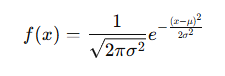 f(x) = \frac{1}{\sqrt{2\pi\sigma^2}} e^{-\frac{(x-\mu)^2}{2\sigma^2}}